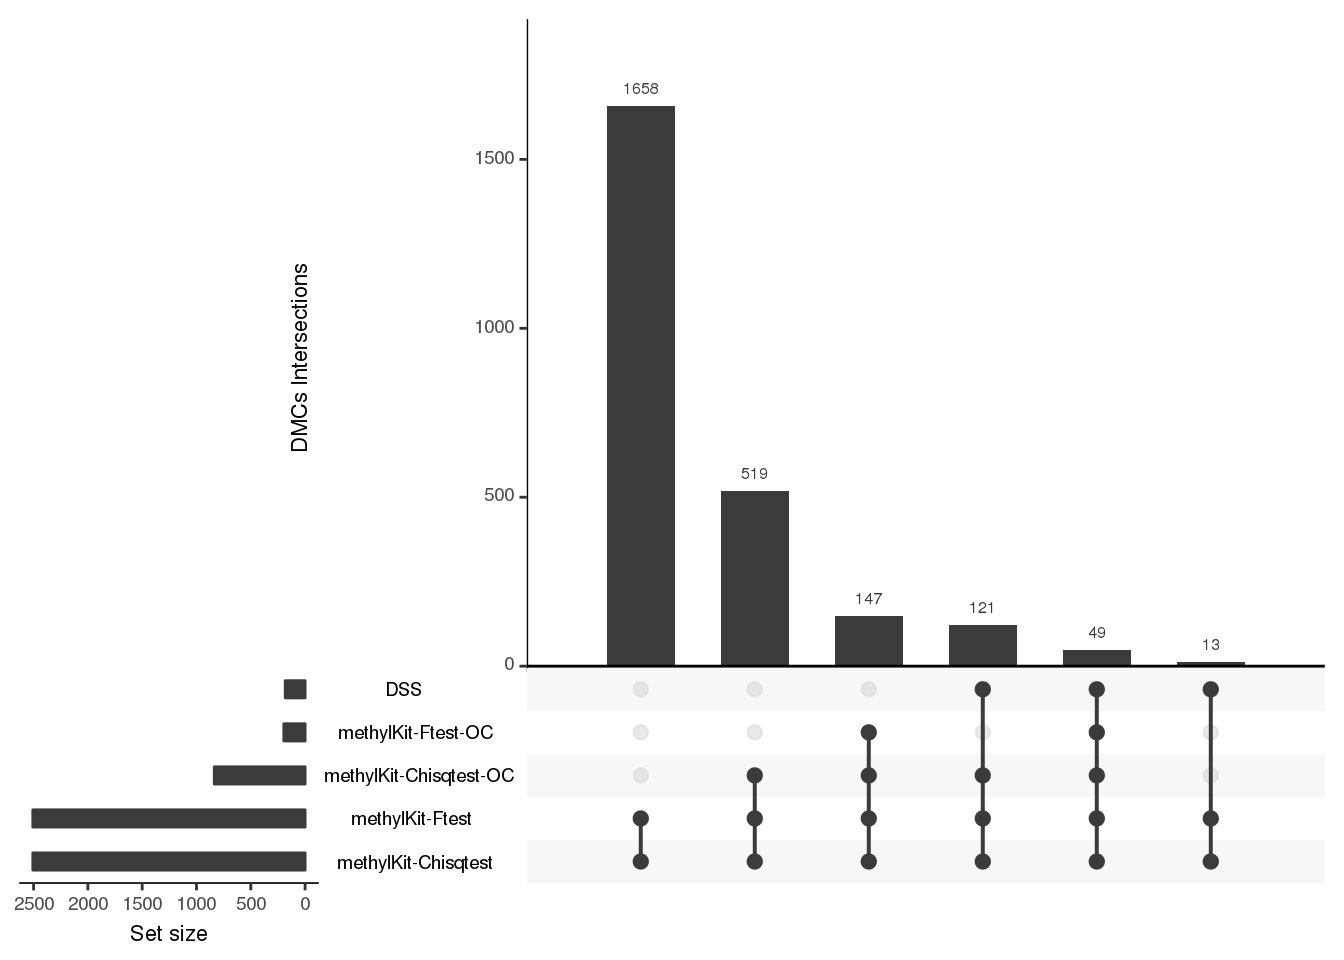 1658
1500
1000
DMCs Intersections
519
500
147
121
49
13
0
DSS
methylKit-Ftest-OC
methylKit-Chisqtest-OC
methylKit-Ftest
methylKit-Chisqtest
2500 2000 1500 1000 500 0
Set size